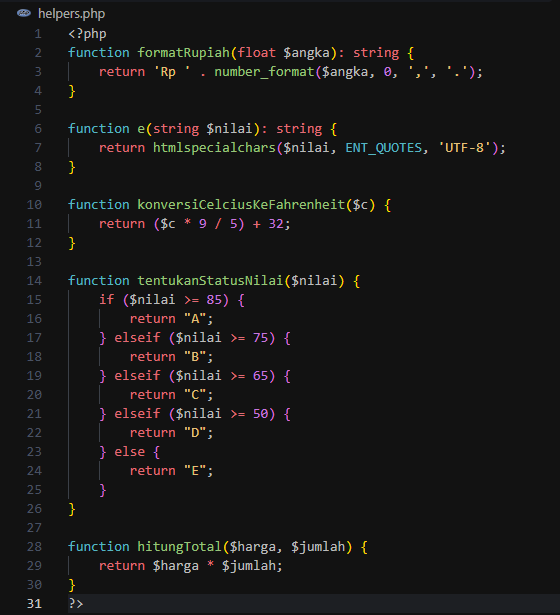 helpers.php
1 <?php
2 function formatRupiah(float $angka): string {
3     return 'Rp ' . number_format($angka, 0, ',', '.');
4 }
5
6 function e(string $nilai): string {
7     return htmlspecialchars($nilai, ENT_QUOTES, 'UTF-8');
8 }
9
10 function konversiCelciusKeFahrenheit($c) {
11     return ($c * 9 / 5) + 32;
12 }
13
14 function tentukanStatusNilai($nilai) {
15     if ($nilai >= 85) {
16         return "A";
17     } elseif ($nilai >= 75) {
18         return "B";
19     } elseif ($nilai >= 65) {
20         return "C";
21     } elseif ($nilai >= 50) {
22         return "D";
23     } else {
24         return "E";
25     }
26 }
27
28 function hitungTotal($harga, $jumlah) {
29     return $harga * $jumlah;
30 }
31 ?>